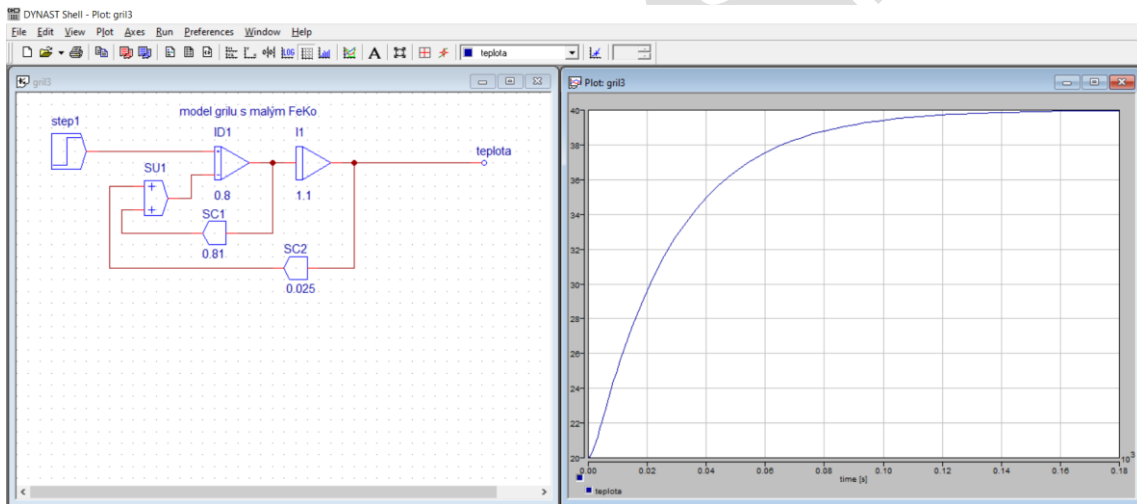 DYNAST Shell - Plot: gril3
File Edit View Plot Axes Run Preferences Window Help
LOG A teplota
gril3
model grilu s malým FeKo
step1
ID1
I1
teplota
SU1
+
+
0.8
1.1
SC1
0.81
SC2
0.025
Plot: gril3
40
38
34
32
30
28
26
24
22
20
0.00 0.02 0.04 0.06 0.08 0.10 0.12 0.14 0.16 0.18
10³
time [s]
teplota